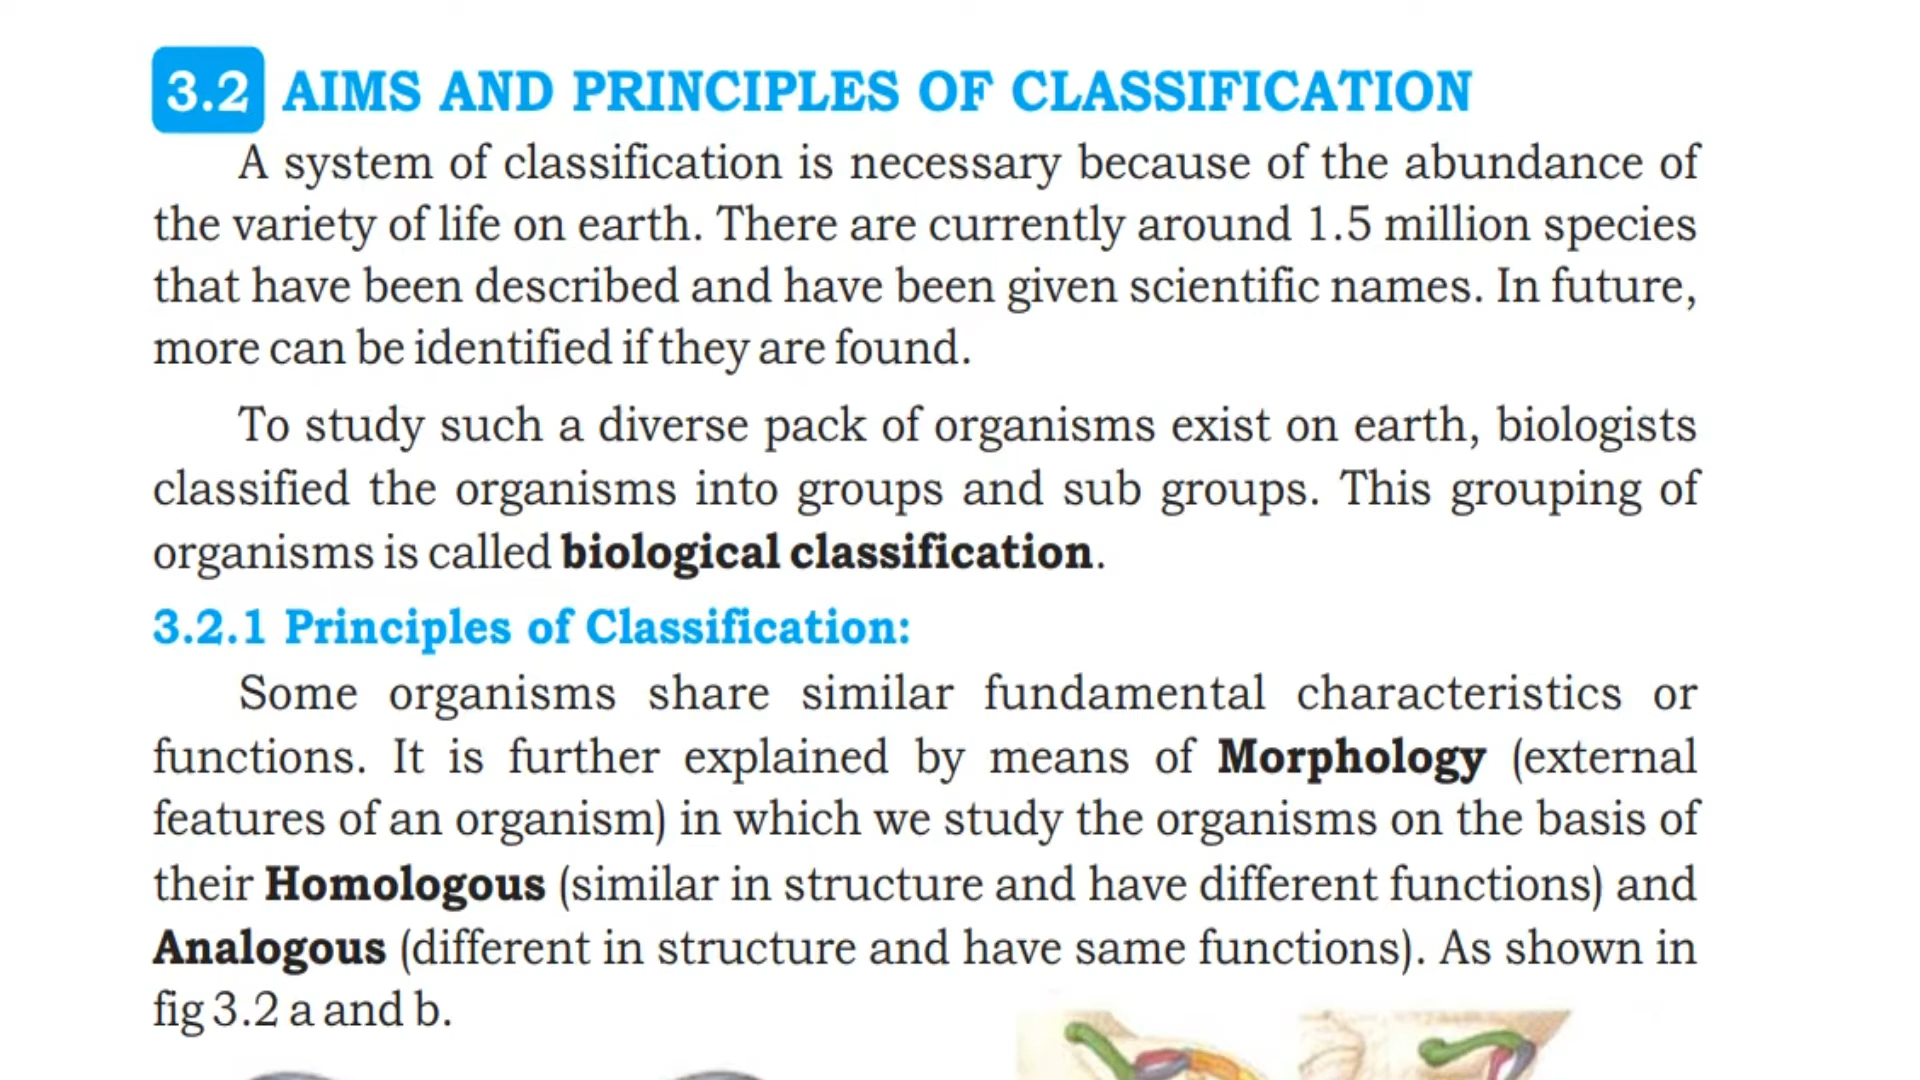 3.2 AIMS AND PRINCIPLES OF CLASSIFICATION
A system of classification is necessary because of the abundance of
the variety of life on earth. There are currently around 1.5 million species
that have been described and have been given scientific names. In future,
more can be identified if they are found.
To study such a diverse pack of organisms exist on earth, biologists
classified the organisms into groups and sub groups. This grouping of
organisms is called biological classification.
3.2.1 Principles of Classification:
Some organisms share similar fundamental characteristics or
functions. It is further explained by means of Morphology (external
features of an organism) in which we study the organisms on the basis of
their Homologous (similar in structure and have different functions) and
Analogous (different in structure and have same functions). As shown in
fig 3.2 a and b.